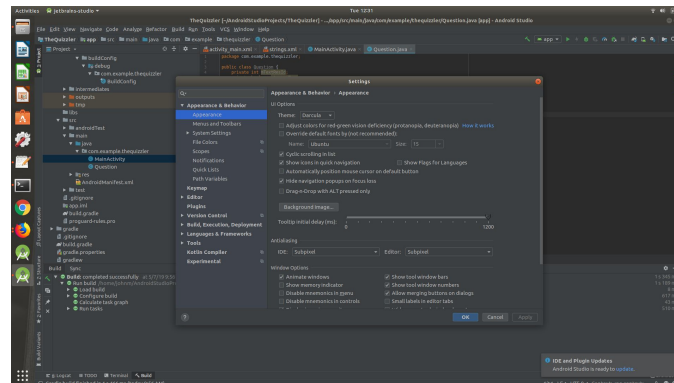 Activities
jetbrains-studio
Tue 12:31
TheQuizzler [~/AndroidStudioProjects/TheQuizzler] - .../app/src/main/java/com/example/thequizzler/Question.java [app] - Android Studio
File Edit View Navigate Code Analyze Refactor Build Run Tools VCS Window Help
TheQuizzler app src main java com example thequizzler Question
app
Project
activity_main.xml strings.xml MainActivity.java Question.java
buildConfig
debug
com.example.thequizzler
BuildConfig
intermediates
outputs
tmp
libs
src
androidTest
main
java
com.example.thequizzler
MainActivity
Question
res
AndroidManifest.xml
test
.gitignore
app.iml
build.gradle
proguard-rules.pro
gradle
.gitignore
build.gradle
gradle.properties
gradlew
package com.example.thequizzler;
public class Question {
private int
Settings
Appearance & Behavior
Appearance
Menus and Toolbars
System Settings
File Colors
Scopes
Notifications
Quick Lists
Path Variables
Keymap
Editor
Plugins
Version Control
Build, Execution, Deployment
Languages & Frameworks
Tools
Kotlin Compiler
Experimental
Appearance & Behavior › Appearance
UI Options
Theme: Darcula
Adjust colors for red-green vision deficiency (protanopia, deuteranopia) How it works
Override default fonts by (not recommended):
Name: Ubuntu Size: 15
Cyclic scrolling in list
Show icons in quick navigation Show Flags for Languages
Automatically position mouse cursor on default button
Hide navigation popups on focus loss
Drag-n-Drop with ALT pressed only
Background Image...
Tooltip initial delay (ms):
0 1200
Antialiasing
IDE: Subpixel Editor: Subpixel
Window Options
Animate windows Show tool window bars
Show memory indicator Show tool window numbers
Disable mnemonics in menu Allow merging buttons on dialogs
Disable mnemonics in controls Small labels in editor tabs
OK Cancel Apply
Build Sync
Build: completed successfully
Run build
Load build
Configure build
Calculate task graph
Run tasks
IDE and Plugin Updates
Android Studio is ready to update.
6: Logcat TODO Terminal Build